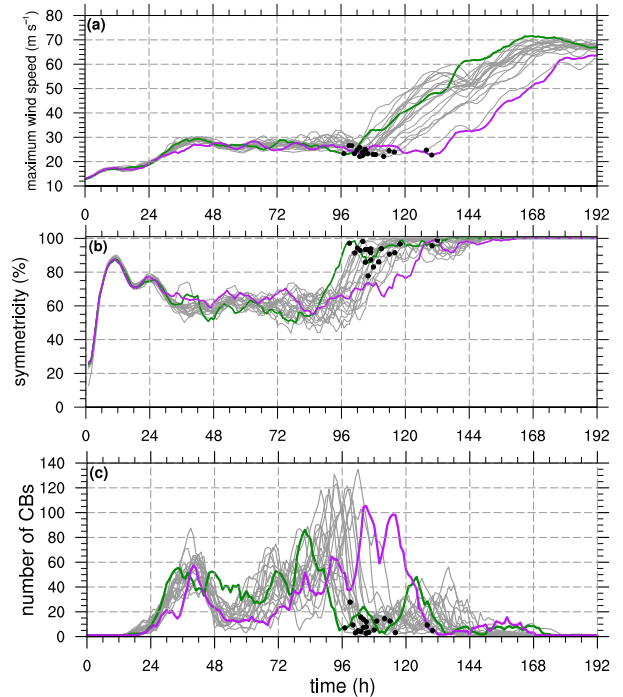 (a)
maximum wind speed (m s⁻¹)
80
70
60
50
40
30
20
10
0 24 48 72 96 120 144 168 192
(b)
symmetricity (%)
100
80
60
40
20
0
0 24 48 72 96 120 144 168 192
(c)
number of CBs
140
120
100
80
60
40
20
0
0 24 48 72 96 120 144 168 192
time (h)